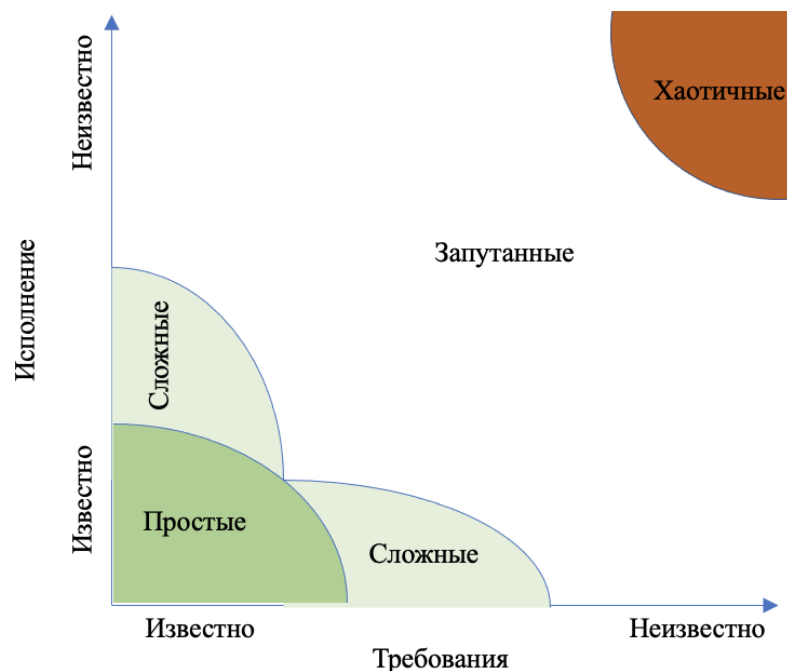 Неизвестно
Хаотичные
Запутанные
Исполнение
Сложные
Известно
Простые
Сложные
Известно
Неизвестно
Требования